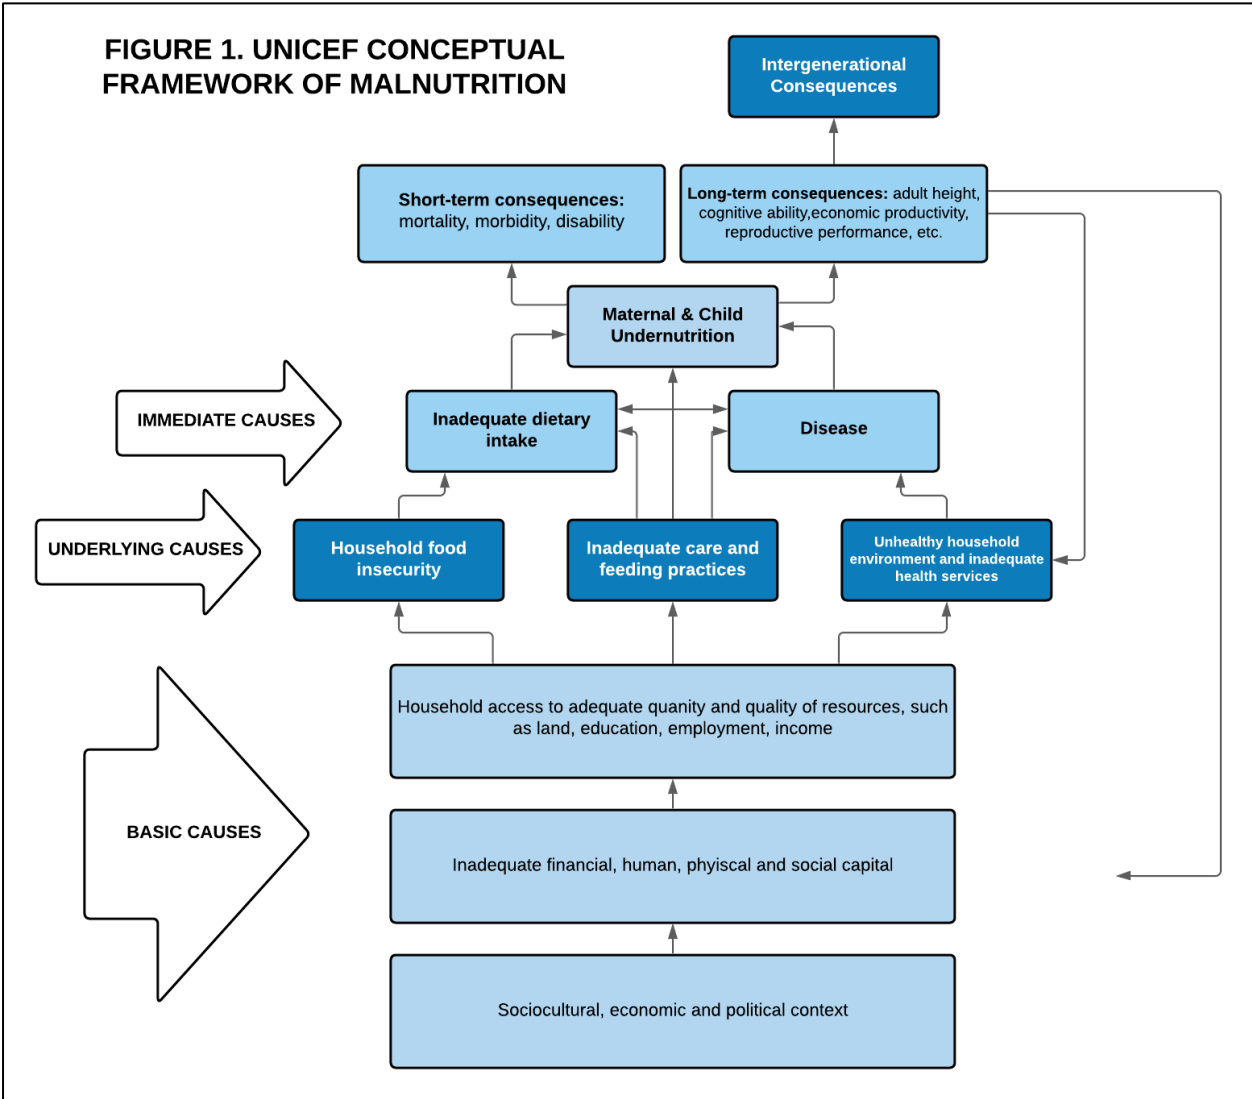 FIGURE 1. UNICEF CONCEPTUAL
FRAMEWORK OF MALNUTRITION
Intergenerational
Consequences
Short-term consequences:
mortality, morbidity, disability
Long-term consequences: adult height,
cognitive ability,economic productivity,
reproductive performance, etc.
Maternal & Child
Undernutrition
IMMEDIATE CAUSES
Inadequate dietary
intake
Disease
UNDERLYING CAUSES
Household food
insecurity
Inadequate care and
feeding practices
Unhealthy household
environment and inadequate
health services
BASIC CAUSES
Household access to adequate quanity and quality of resources, such
as land, education, employment, income
Inadequate financial, human, phyiscal and social capital
Sociocultural, economic and political context